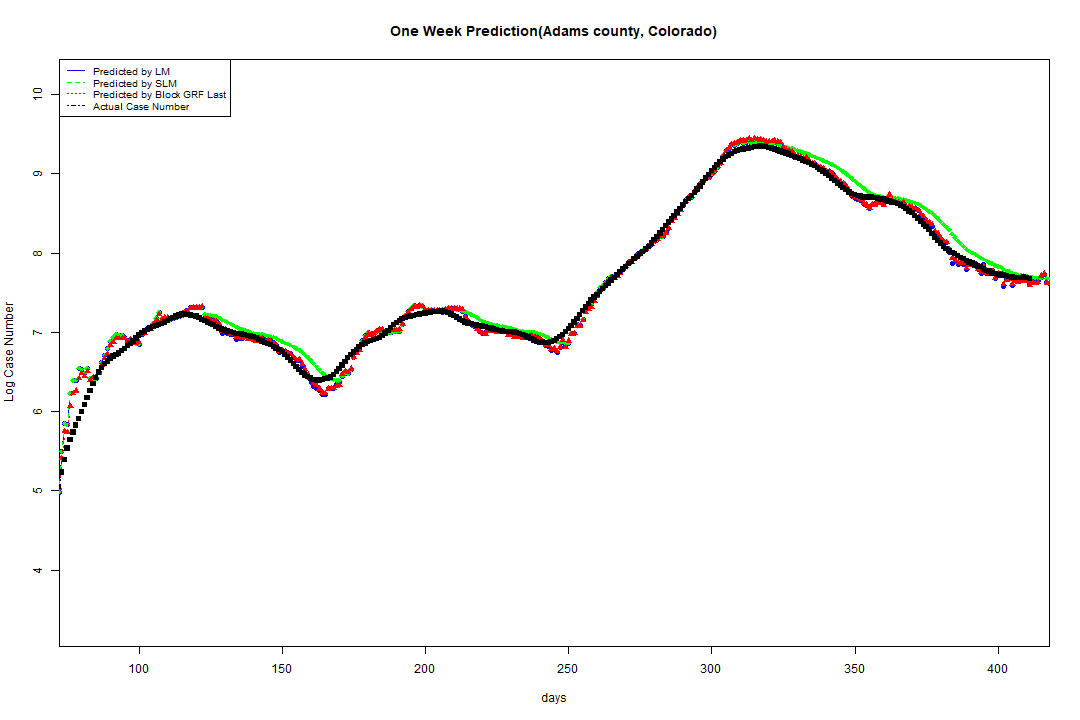 One Week Prediction(Adams county, Colorado)
Predicted by LM
Predicted by SLM
Predicted by Block GRF Last
Actual Case Number
10
9
8
7
6
5
4
Log Case Number
100 150 200 250 300 350 400
days